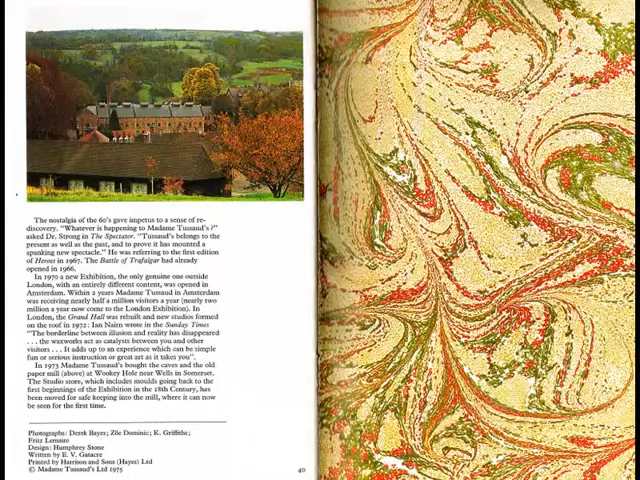 The nostalgia of the 60's gave impetus to a sense of re-
discovery. "Whatever is happening to Madame Tussaud's ?"
asked Dr. Strong in The Spectator. "Tussaud's belongs to the
present as well as the past, and to prove it has mounted a
spanking new spectacle." He was referring to the first edition
of Heroes in 1967. The Battle of Trafalgar had already
opened in 1966.
In 1970 a new Exhibition, the only genuine one outside
London, with an entirely different content, was opened in
Amsterdam. Within 2 years Madame Tussaud in Amsterdam
was receiving nearly half a million visitors a year (nearly two
million a year now come to the London Exhibition). In
London, the Grand Hall was rebuilt and new studios formed
on the roof in 1972: Ian Nairn wrote in the Sunday Times
"The borderline between illusion and reality has disappeared
. . . the waxworks act as catalysts between you and other
visitors . . . It adds up to an experience which can be simple
fun or serious instruction or great art as it takes you".
In 1973 Madame Tussaud's bought the caves and the old
paper mill (above) at Wookey Hole near Wells in Somerset.
The Studio store, which includes moulds going back to the
first beginnings of the Exhibition in the 18th Century, has
been moved for safe keeping into the mill, where it can now
be seen for the first time.
Photographs: Derek Bayes; Zile Dominic; K. Griffiths;
Fritz Lemaire
Design: Humphrey Stone
Written by E. V. Gatacre
Printed by Harrison and Sons (Hayes) Ltd
© Madame Tussaud's Ltd 1975
40